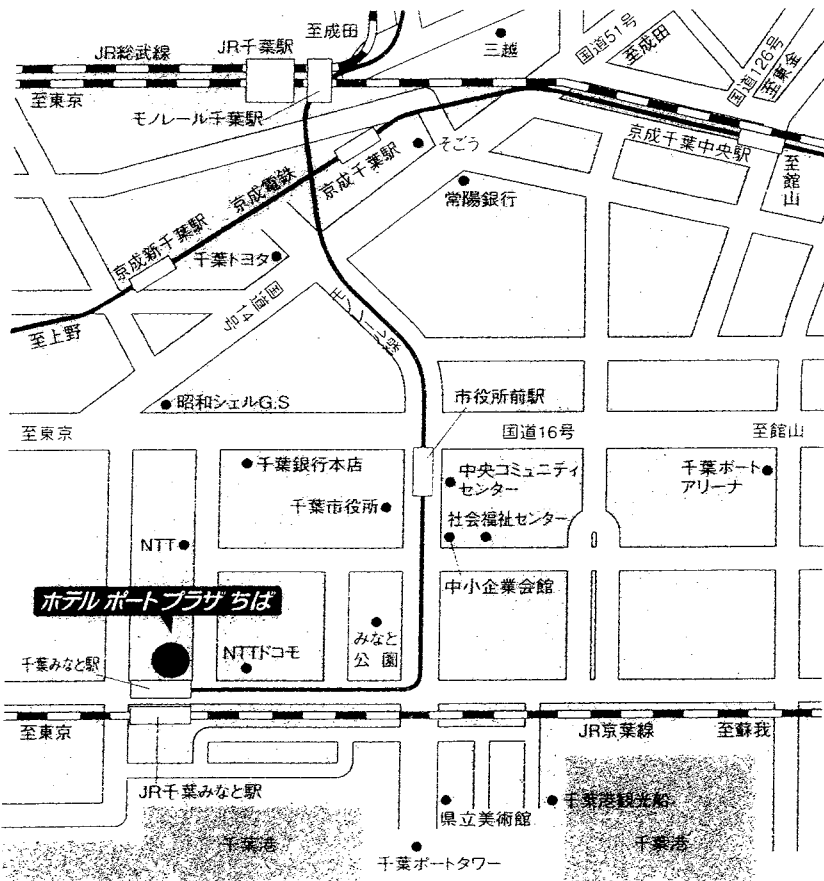 至成田
三越
国道51号
至成田
国道126号
至東金
JR総武線
JR千葉駅
至東京
モノレール千葉駅
そごう
京成千葉中央駅
至館山
京成千葉駅
京成電鉄
常陽銀行
京成新千葉駅
千葉トヨタ
国道14号
モノレール線
至上野
昭和シェルG.S
市役所前駅
至東京
国道16号
至館山
千葉銀行本店
中央コミュニティ
センター
千葉ポート
アリーナ
千葉市役所
社会福祉センター
NTT
中小企業会館
ホテル ポートプラザ ちば
みなと
公園
NTTドコモ
千葉みなと駅
至東京
JR京葉線
至蘇我
JR千葉みなと駅
県立美術館
千葉港観光船
千葉港
千葉港
千葉ポートタワー